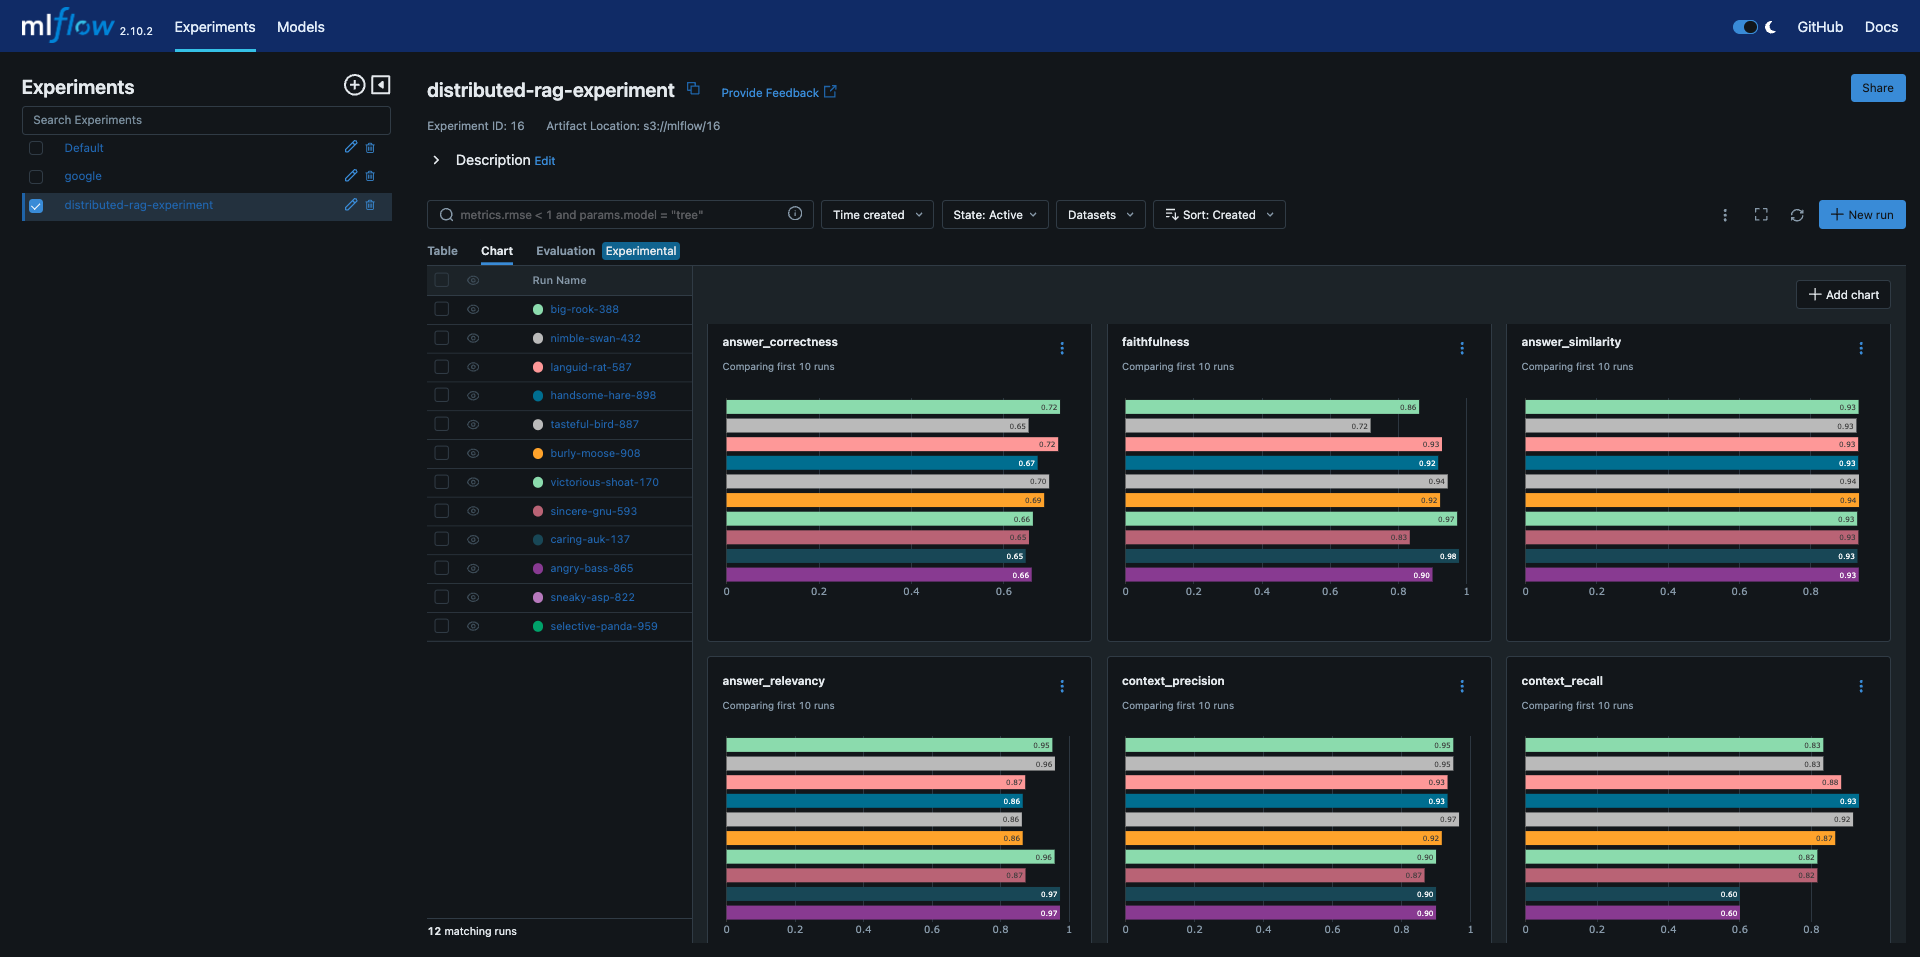 mlflow 2.10.2 Experiments Models GitHub Docs
Experiments
Search Experiments
Default
google
distributed-rag-experiment
distributed-rag-experiment Provide Feedback Share
Experiment ID: 16 Artifact Location: s3://mlflow/16
Description Edit
metrics.rmse < 1 and params.model = "tree" Time created State: Active Datasets Sort: Created New run
Table Chart Evaluation Experimental
Run Name
big-rook-388
nimble-swan-432
languid-rat-587
handsome-hare-898
tasteful-bird-887
burly-moose-908
victorious-shoat-170
sincere-gnu-593
caring-auk-137
angry-bass-865
sneaky-asp-822
selective-panda-959
12 matching runs
Add chart
answer_correctness
Comparing first 10 runs
0.72
0.65
0.72
0.67
0.70
0.69
0.66
0.65
0.65
0.66
0 0.2 0.4 0.6
faithfulness
Comparing first 10 runs
0.86
0.72
0.93
0.92
0.94
0.92
0.97
0.83
0.98
0.90
0 0.2 0.4 0.6 0.8 1
answer_similarity
Comparing first 10 runs
0.93
0.93
0.93
0.93
0.94
0.94
0.93
0.93
0.93
0.93
0 0.2 0.4 0.6 0.8
answer_relevancy
Comparing first 10 runs
0.95
0.96
0.87
0.86
0.86
0.86
0.96
0.87
0.97
0.97
0 0.2 0.4 0.6 0.8 1
context_precision
Comparing first 10 runs
0.95
0.95
0.93
0.93
0.97
0.92
0.90
0.87
0.90
0.90
0 0.2 0.4 0.6 0.8 1
context_recall
Comparing first 10 runs
0.83
0.83
0.88
0.93
0.92
0.87
0.82
0.82
0.60
0.60
0 0.2 0.4 0.6 0.8